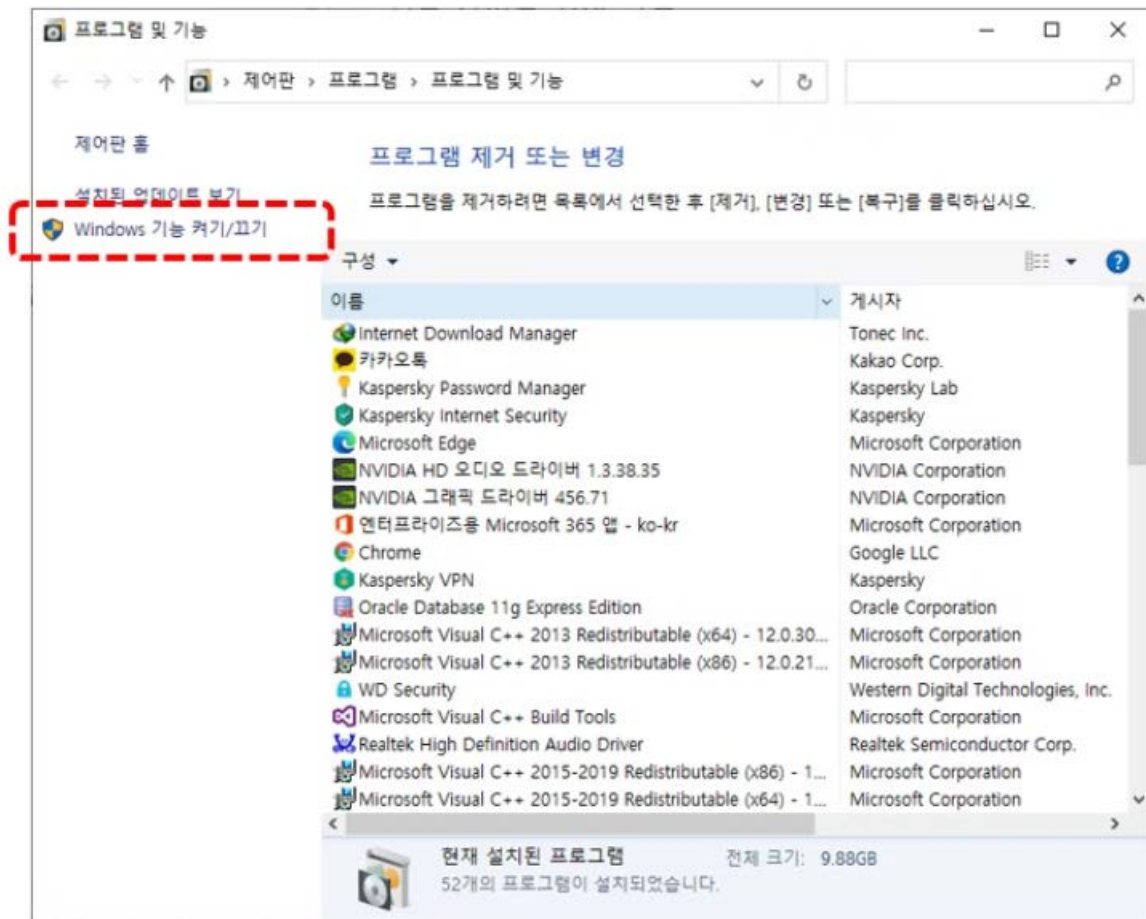 프로그램 및 기능
제어판 › 프로그램 › 프로그램 및 기능
제어판 홈
프로그램 제거 또는 변경
설치된 업데이트 보기
프로그램을 제거하려면 목록에서 선택한 후 [제거], [변경] 또는 [복구]를 클릭하십시오.
Windows 기능 켜기/끄기
구성
이름 게시자
Internet Download Manager Tonec Inc.
카카오톡 Kakao Corp.
Kaspersky Password Manager Kaspersky Lab
Kaspersky Internet Security Kaspersky
Microsoft Edge Microsoft Corporation
NVIDIA HD 오디오 드라이버 1.3.38.35 NVIDIA Corporation
NVIDIA 그래픽 드라이버 456.71 NVIDIA Corporation
엔터프라이즈용 Microsoft 365 앱 - ko-kr Microsoft Corporation
Chrome Google LLC
Kaspersky VPN Kaspersky
Oracle Database 11g Express Edition Oracle Corporation
Microsoft Visual C++ 2013 Redistributable (x64) - 12.0.30... Microsoft Corporation
Microsoft Visual C++ 2013 Redistributable (x86) - 12.0.21... Microsoft Corporation
WD Security Western Digital Technologies, Inc.
Microsoft Visual C++ Build Tools Microsoft Corporation
Realtek High Definition Audio Driver Realtek Semiconductor Corp.
Microsoft Visual C++ 2015-2019 Redistributable (x86) - 1... Microsoft Corporation
Microsoft Visual C++ 2015-2019 Redistributable (x64) - 1... Microsoft Corporation
현재 설치된 프로그램 전체 크기: 9.88GB
52개의 프로그램이 설치되었습니다.